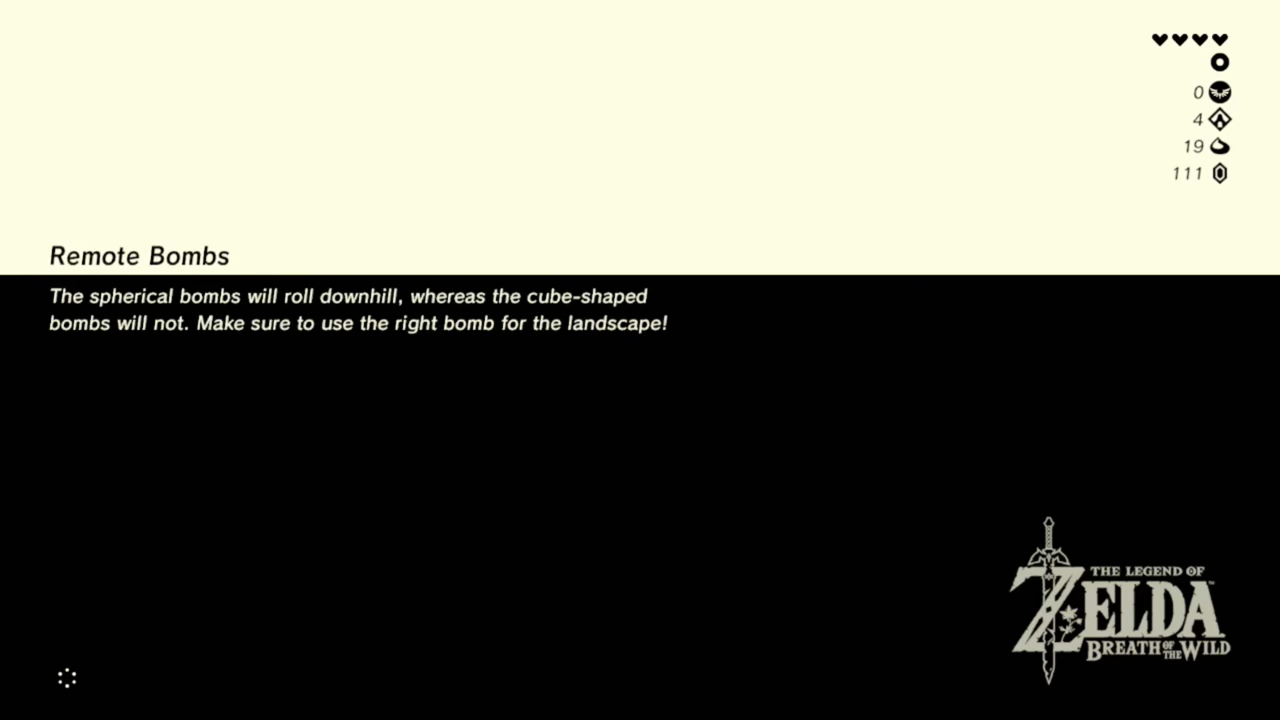 0
4
19
111
Remote Bombs
The spherical bombs will roll downhill, whereas the cube-shaped
bombs will not. Make sure to use the right bomb for the landscape!
THE LEGEND OF
ZELDA
BREATH OF THE WILD